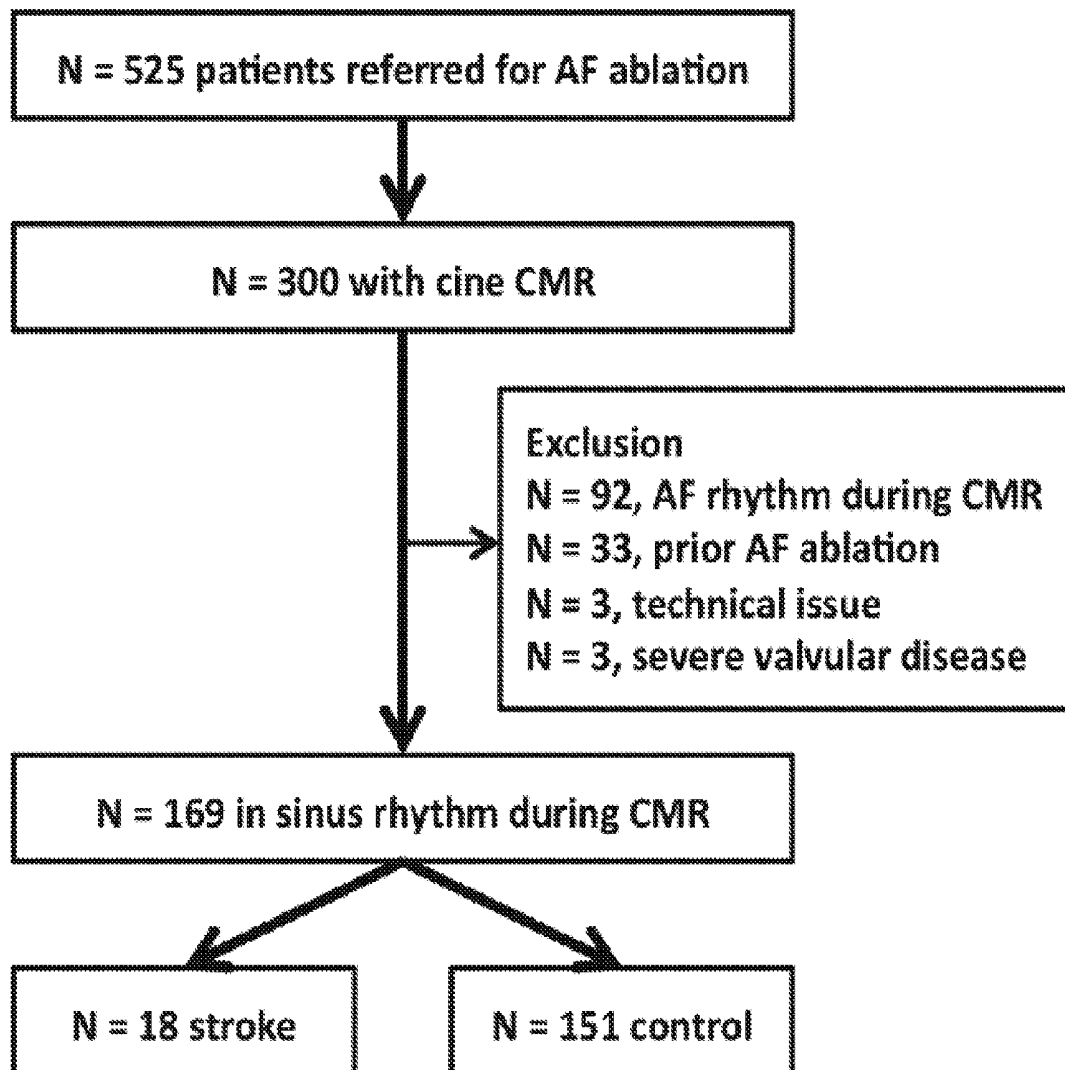 N = 525 patients referred for AF ablation
N = 300 with cine CMR
Exclusion
N = 92, AF rhythm during CMR
N = 33, prior AF ablation
N = 3, technical issue
N = 3, severe valvular disease
N = 169 in sinus rhythm during CMR
N = 18 stroke
N = 151 control